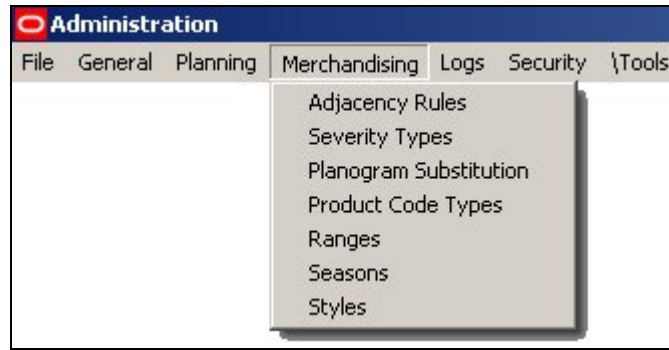 Administration
File General Planning Merchandising Logs Security \Tools
Adjacency Rules
Severity Types
Planogram Substitution
Product Code Types
Ranges
Seasons
Styles